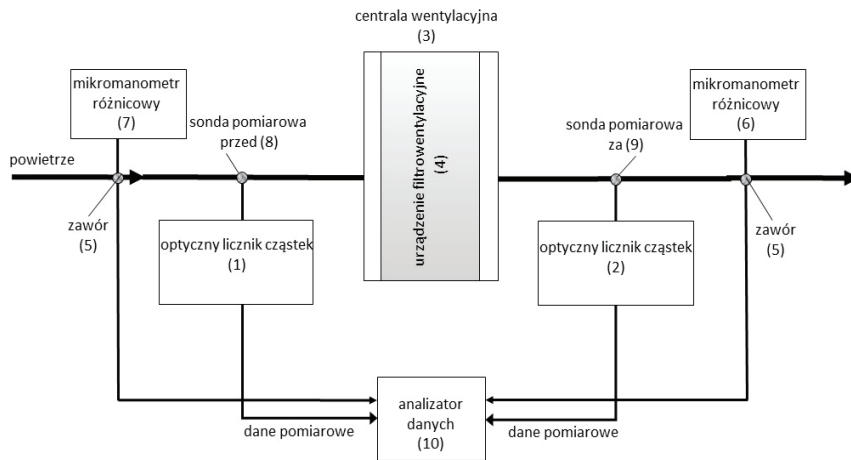 centrala wentylacyjna
(3)
mikromanometr
różnicowy
(7)
sonda pomiarowa
przed (8)
urządzenie filtrowentylacyjne
(4)
sonda pomiarowa
za (9)
mikromanometr
różnicowy
(6)
powietrze
zawór
(5)
optyczny licznik cząstek
(1)
optyczny licznik cząstek
(2)
zawór
(5)
analizator
danych
(10)
dane pomiarowe
dane pomiarowe